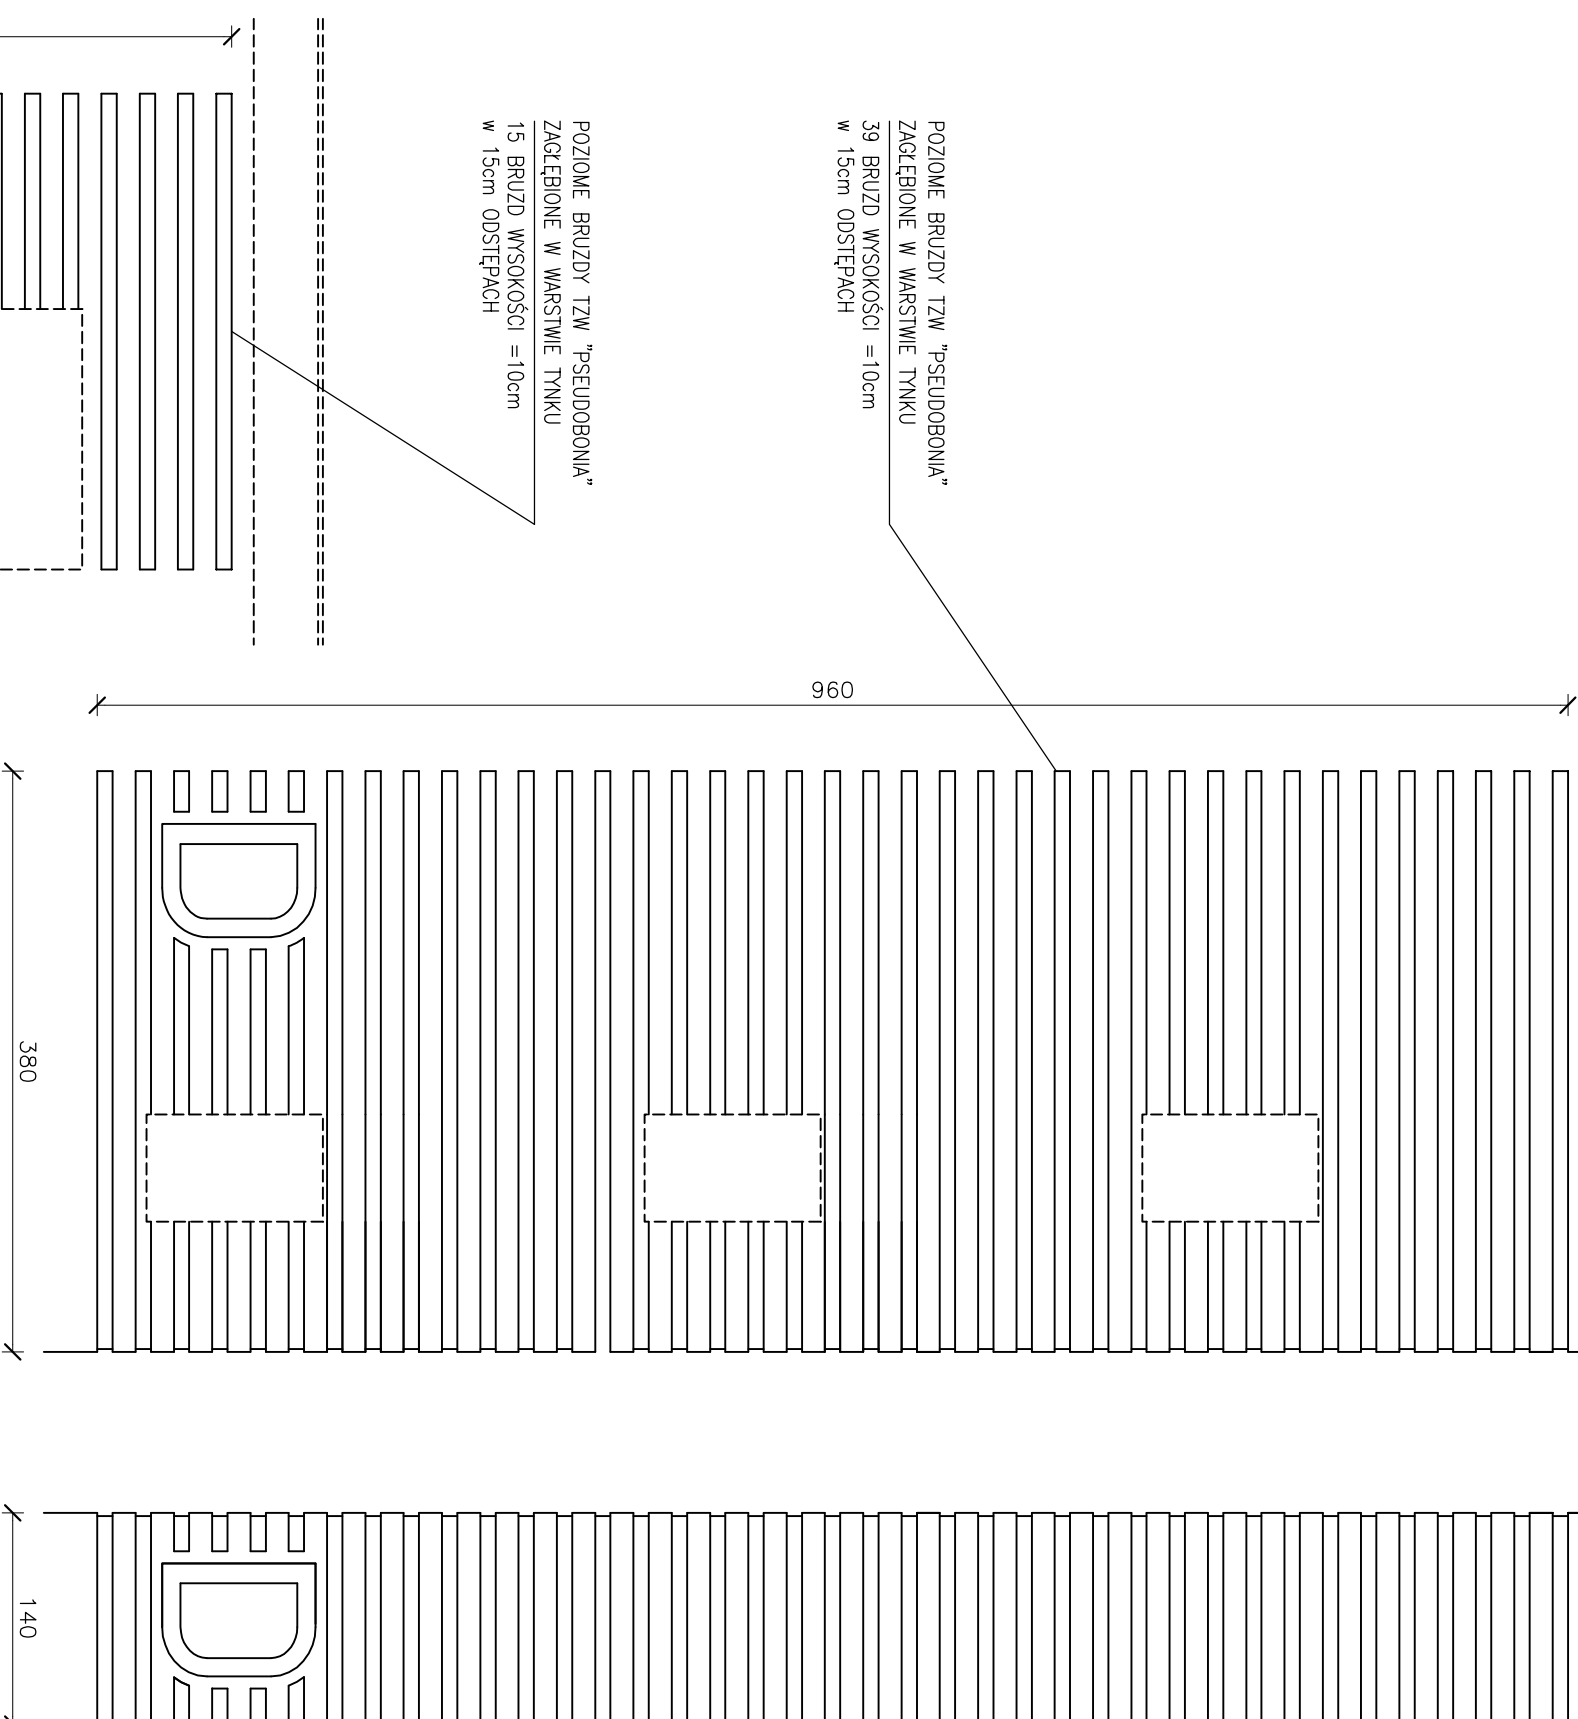 POZIOME BRUZDY TZW "PSEUDOBONIA"
ZAGŁĘBIONE W WARSTWIE TYNKU
39 BRUZD WYSOKOŚCI =10cm
w 15cm ODSTĘPACH
POZIOME BRUZDY TZW "PSEUDOBONIA"
ZAGŁĘBIONE W WARSTWIE TYNKU
15 BRUZD WYSOKOŚCI =10cm
w 15cm ODSTĘPACH
960
380
140